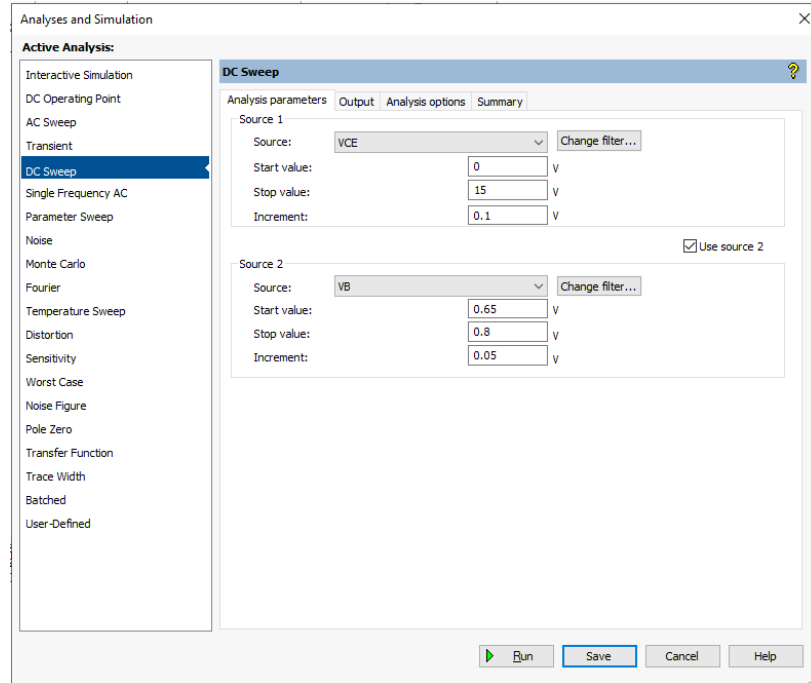 Analyses and Simulation
Active Analysis:
Interactive Simulation
DC Operating Point
AC Sweep
Transient
DC Sweep
Single Frequency AC
Parameter Sweep
Noise
Monte Carlo
Fourier
Temperature Sweep
Distortion
Sensitivity
Worst Case
Noise Figure
Pole Zero
Transfer Function
Trace Width
Batched
User-Defined
DC Sweep
Analysis parameters Output Analysis options Summary
Source 1
Source: VCE Change filter...
Start value: 0 V
Stop value: 15 V
Increment: 0.1 V
Use source 2
Source 2
Source: VB Change filter...
Start value: 0.65 V
Stop value: 0.8 V
Increment: 0.05 V
Run Save Cancel Help